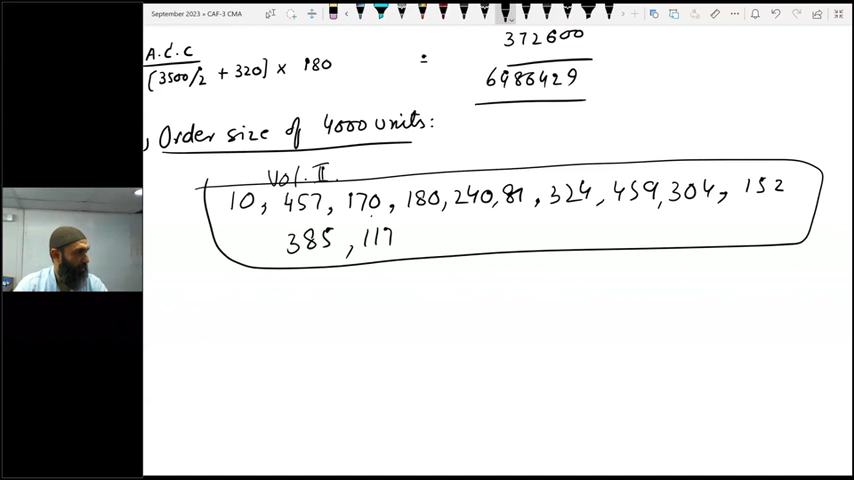 September 2023 » CAF-3 CMA
372600
A.C.C
[3500/2 + 320] × 180 =
6986429
Order size of 4000 units:
Vol. II.
10, 457, 170, 180, 240, 81, 324, 459, 304, 152
385, 117